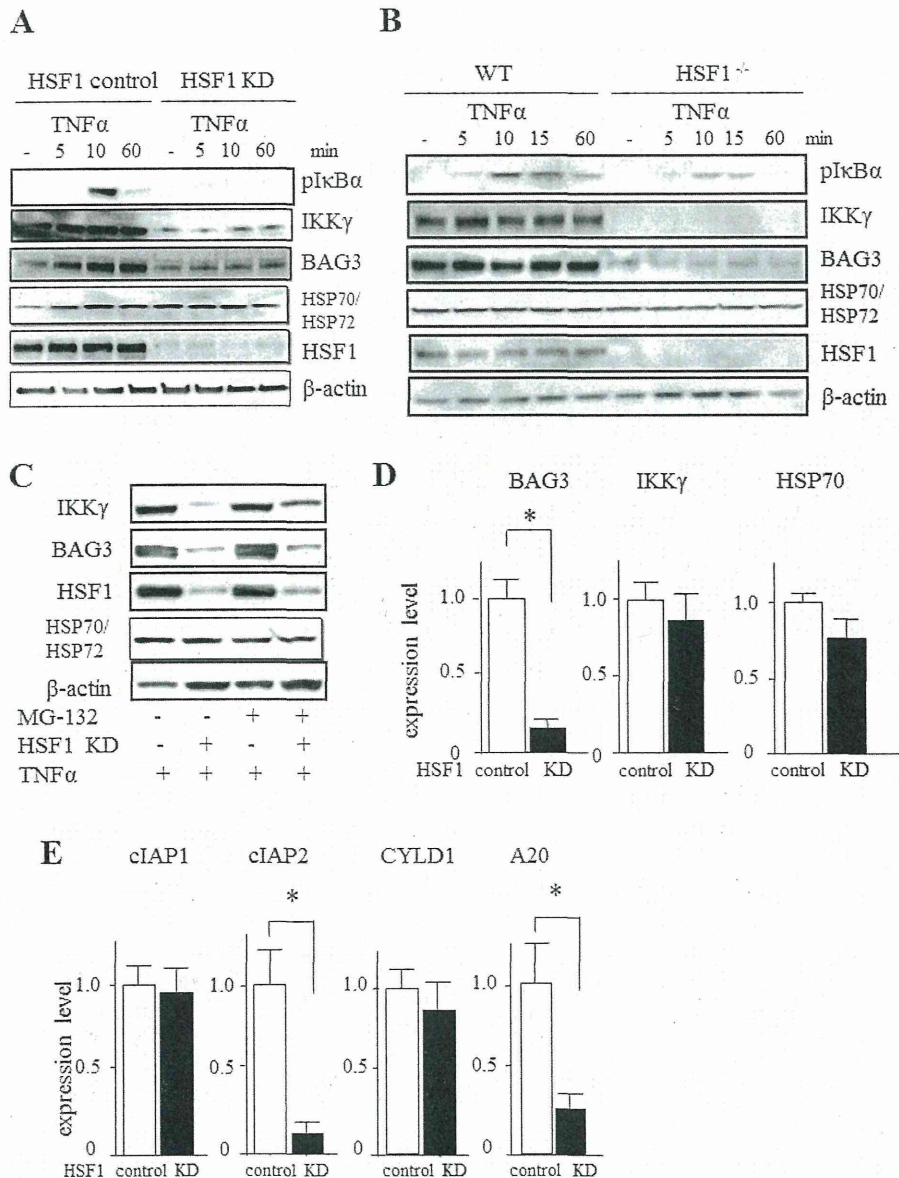 A
HSF1 control HSF1 KD
TNFα TNFα
- 5 10 60 - 5 10 60 min
pIκBα
IKKγ
BAG3
HSP70/
HSP72
HSF1
β-actin
B
WT HSF1 -/-
TNFα TNFα
- 5 10 15 60 - 5 10 15 60 min
pIκBα
IKKγ
BAG3
HSP70/
HSP72
HSF1
β-actin
C
IKKγ
BAG3
HSF1
HSP70/
HSP72
β-actin
MG-132 - - + +
HSF1 KD - + - +
TNFα + + + +
D
BAG3 IKKγ HSP70
*
expression level
1.0 1.0 1.0
0.5 0.5 0.5
0 0 0
HSF1 control KD control KD control KD
E
cIAP1 cIAP2 CYLD1 A20
* *
expression level
1.0 1.0 1.0 1.0
0.5 0.5 0.5 0.5
0 0 0 0
HSF1 control KD control KD control KD control KD